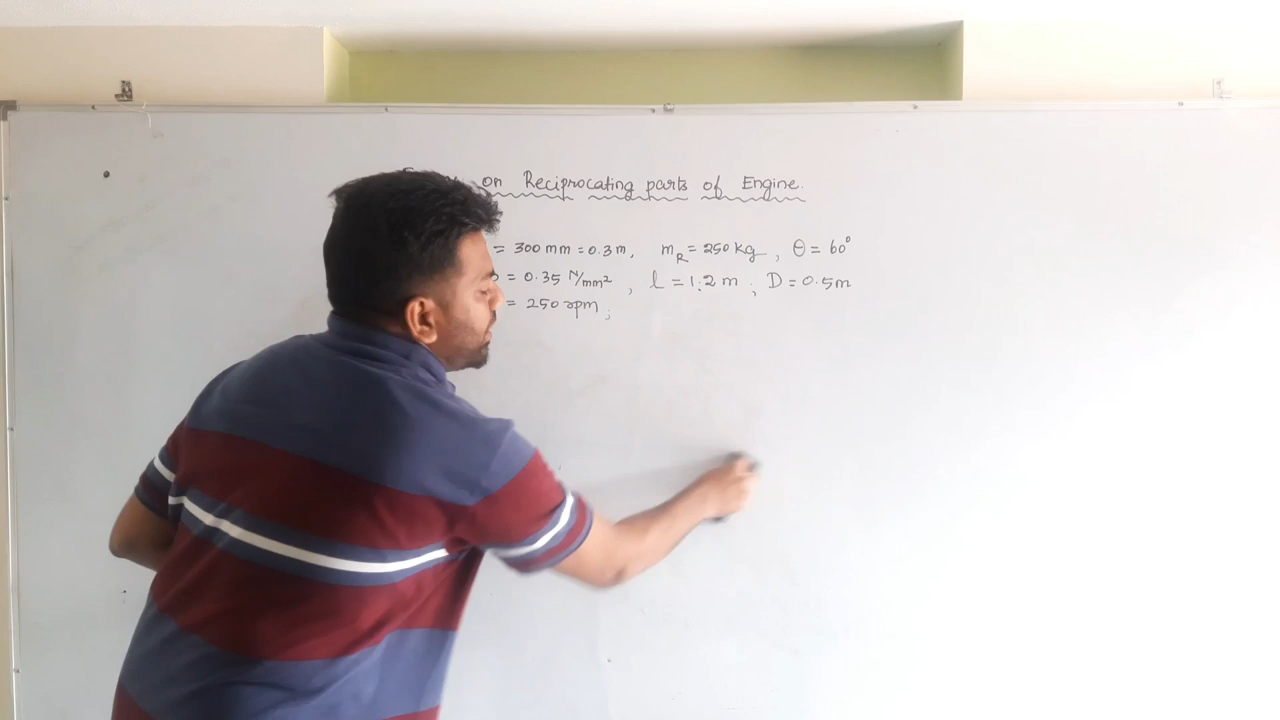 on Reciprocating parts of Engine.
= 300 mm = 0.3 m, m_R = 250 kg, θ = 60°
= 0.35 N/mm², l = 1.2 m ; D = 0.5m
= 250 rpm ;